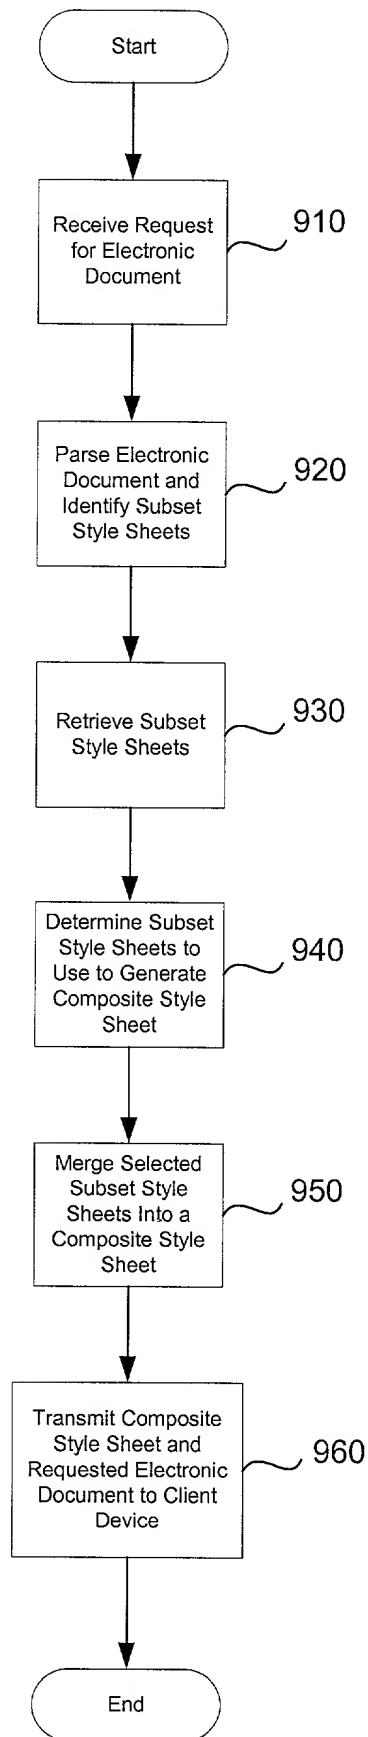 Start
Receive Request
for Electronic
Document
910
Parse Electronic
Document and
Identify Subset
Style Sheets
920
Retrieve Subset
Style Sheets
930
Determine Subset
Style Sheets to
Use to Generate
Composite Style
Sheet
940
Merge Selected
Subset Style
Sheets Into a
Composite Style
Sheet
950
Transmit Composite
Style Sheet and
Requested Electronic
Document to Client
Device
960
End